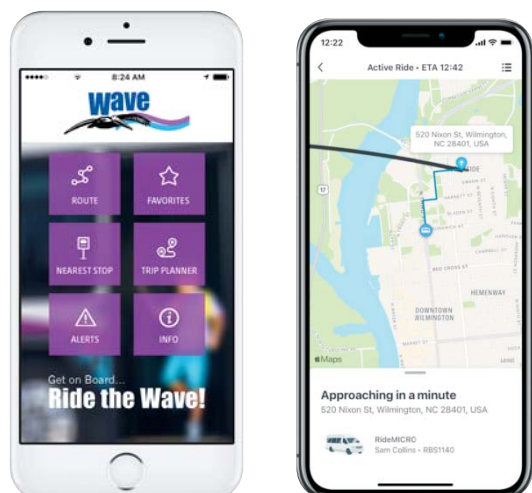 8:24 AM
Wave
ROUTE
FAVORITES
NEAREST STOP
TRIP PLANNER
ALERTS
INFO
Get on Board...
Ride the Wave!
12:22
Active Ride • ETA 12:42
520 Nixon St, Wilmington,
NC 28401, USA
17
RED CROSS ST
HEMENWAY
DOWNTOWN
WILMINGTON
Maps
Approaching in a minute
520 Nixon St, Wilmington, NC 28401, USA
RideMICRO
Sam Collins - RBS1140